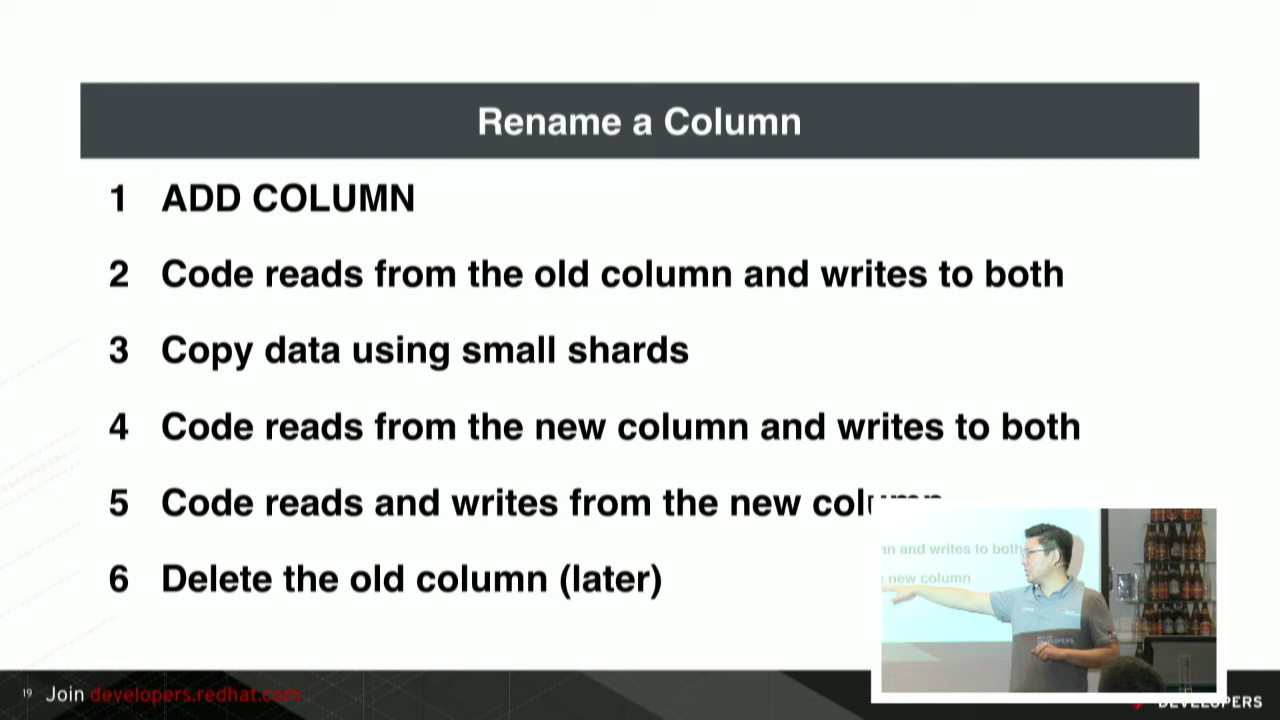 Rename a Column
1 ADD COLUMN
2 Code reads from the old column and writes to both
3 Copy data using small shards
4 Code reads from the new column and writes to both
5 Code reads and writes from the new column
6 Delete the old column (later)
and writes to both
new column
DEVELOPERS
19 Join developers.redhat.com
DEVELOPERS